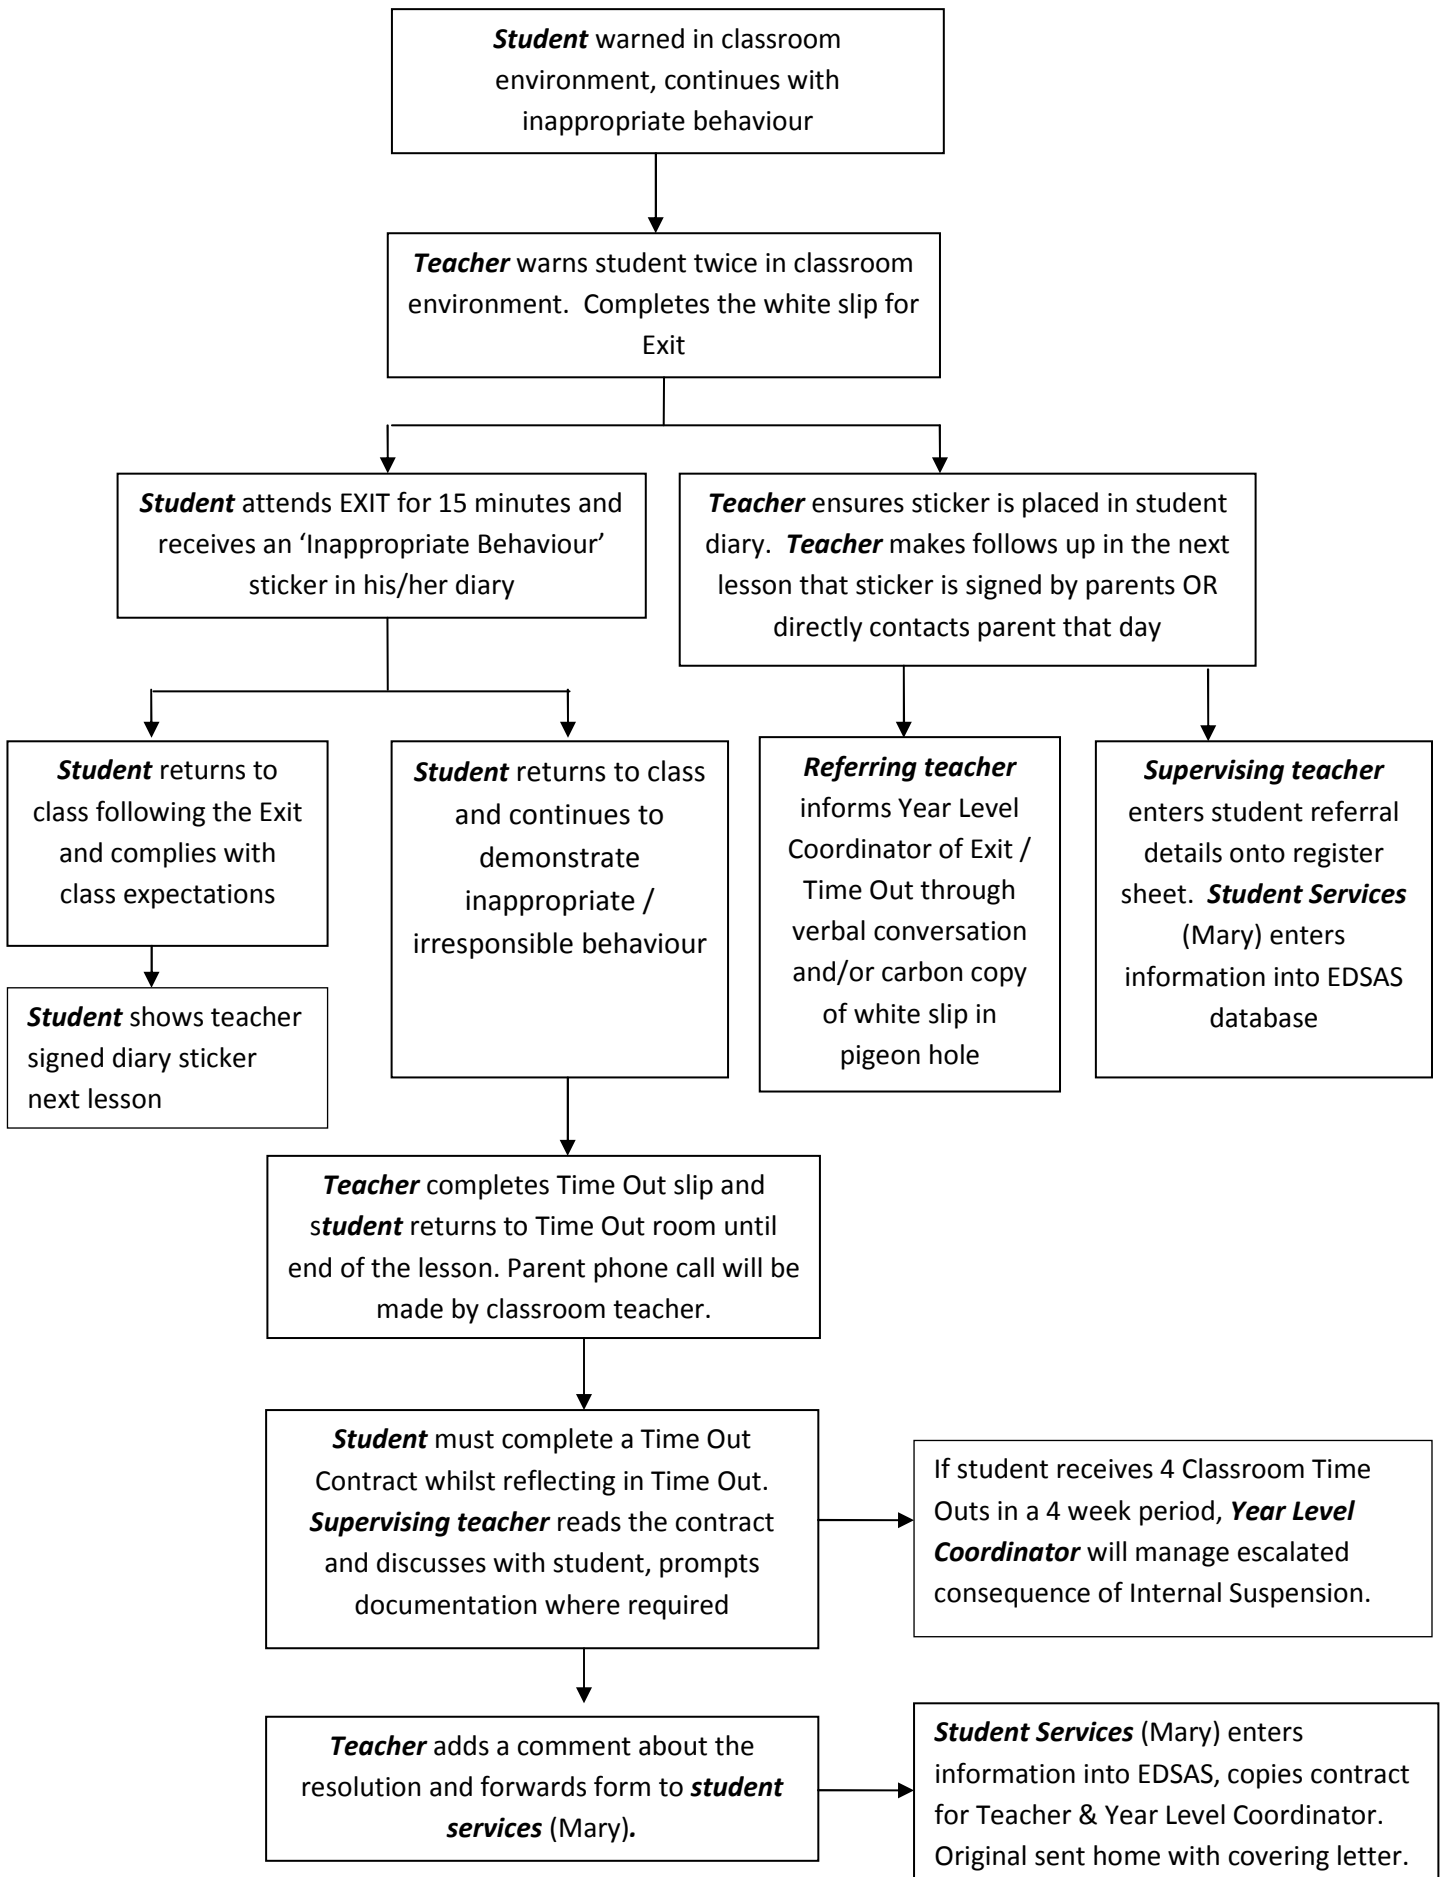 Student warned in classroom
environment, continues with
inappropriate behaviour
Teacher warns student twice in classroom
environment.  Completes the white slip for
Exit
Student attends EXIT for 15 minutes and
receives an ‘Inappropriate Behaviour’
sticker in his/her diary
Teacher ensures sticker is placed in student
diary.  Teacher makes follows up in the next
lesson that sticker is signed by parents OR
directly contacts parent that day
Student returns to
class following the Exit
and complies with
class expectations
Student returns to class
and continues to
demonstrate
inappropriate /
irresponsible behaviour
Referring teacher
informs Year Level
Coordinator of Exit /
Time Out through
verbal conversation
and/or carbon copy
of white slip in
pigeon hole
Supervising teacher
enters student referral
details onto register
sheet.  Student Services
(Mary) enters
information into EDSAS
database
Student shows teacher
signed diary sticker
next lesson
Teacher completes Time Out slip and
student returns to Time Out room until
end of the lesson. Parent phone call will be
made by classroom teacher.
Student must complete a Time Out
Contract whilst reflecting in Time Out.
Supervising teacher reads the contract
and discusses with student, prompts
documentation where required
If student receives 4 Classroom Time
Outs in a 4 week period, Year Level
Coordinator will manage escalated
consequence of Internal Suspension.
Teacher adds a comment about the
resolution and forwards form to student
services (Mary).
Student Services (Mary) enters
information into EDSAS, copies contract
for Teacher & Year Level Coordinator.
Original sent home with covering letter.